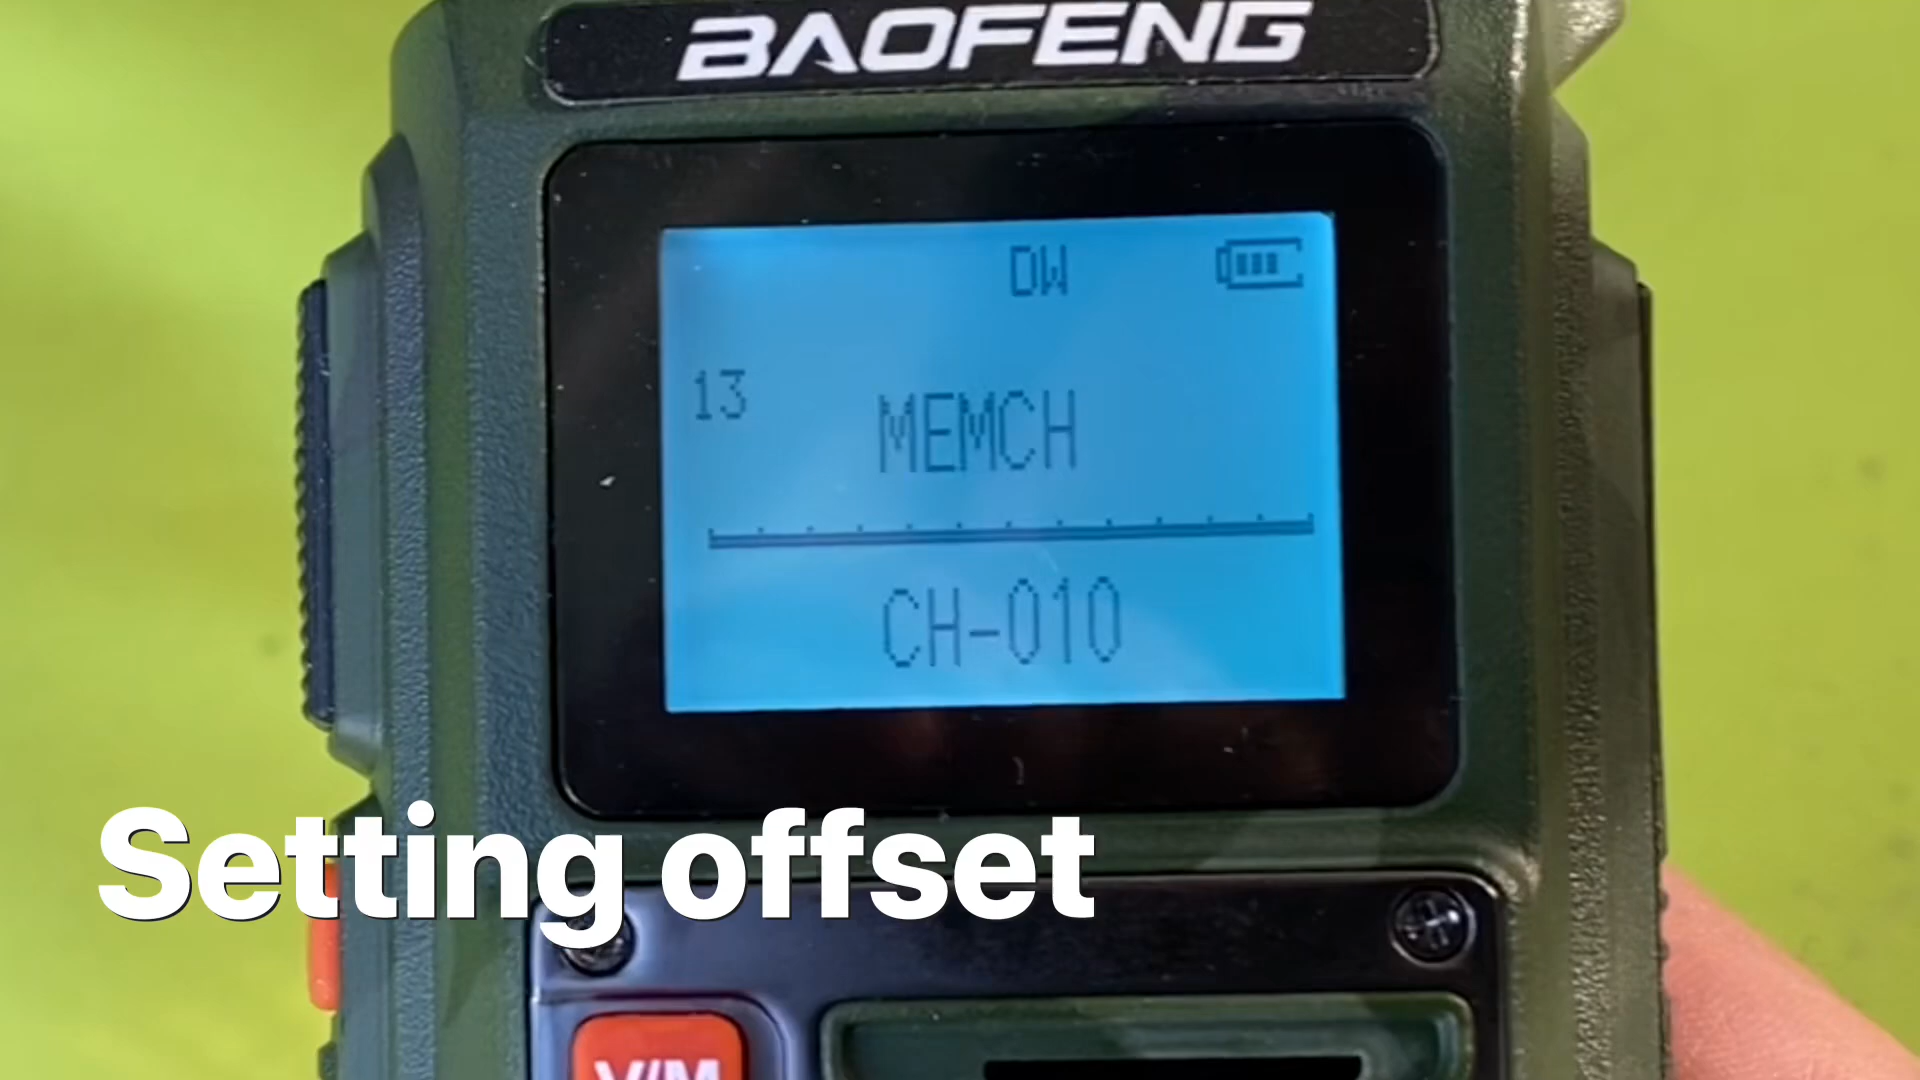 BAOFENG
DW
13
MEMCH
CH-010
Setting offset
V/M